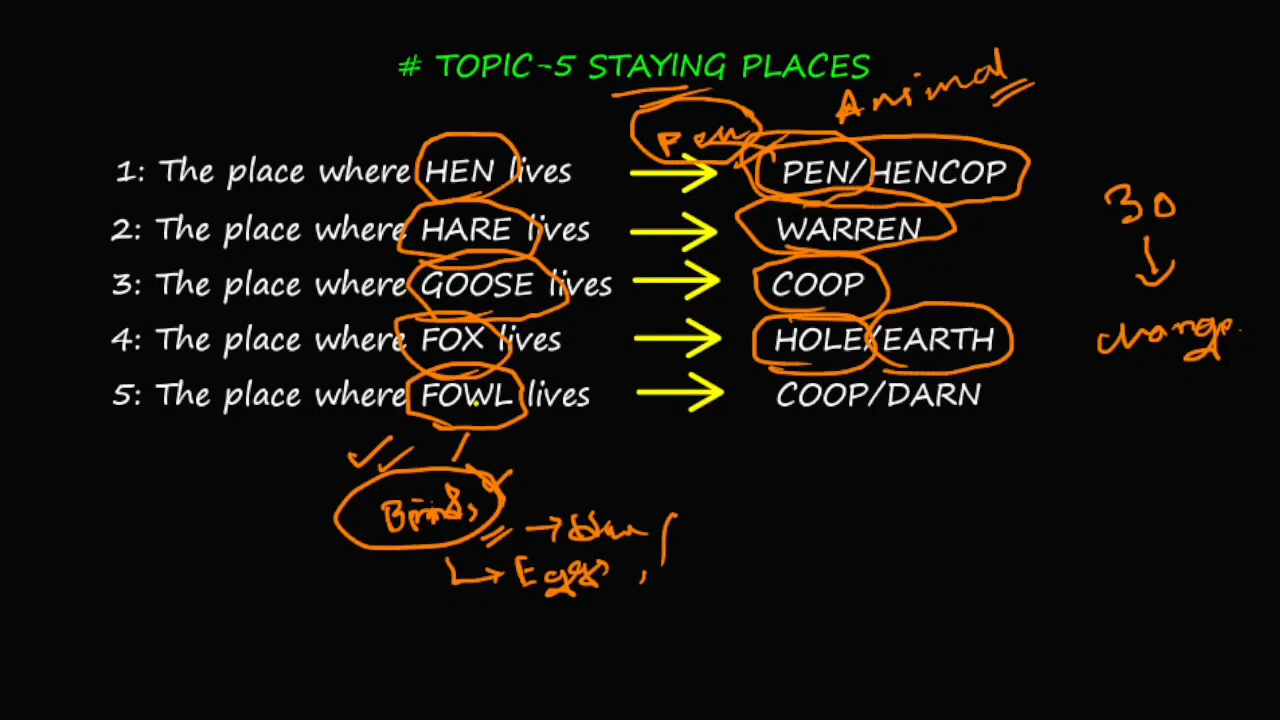 # TOPIC-5 STAYING PLACES
Animal
Pen
1: The place where HEN lives → PEN/HENCOP
2: The place where HARE lives → WARREN
3: The place where GOOSE lives → COOP
4: The place where FOX lives → HOLE/EARTH
5: The place where FOWL lives → COOP/DARN
30
↓
change.
Birds,
→ Eggs,